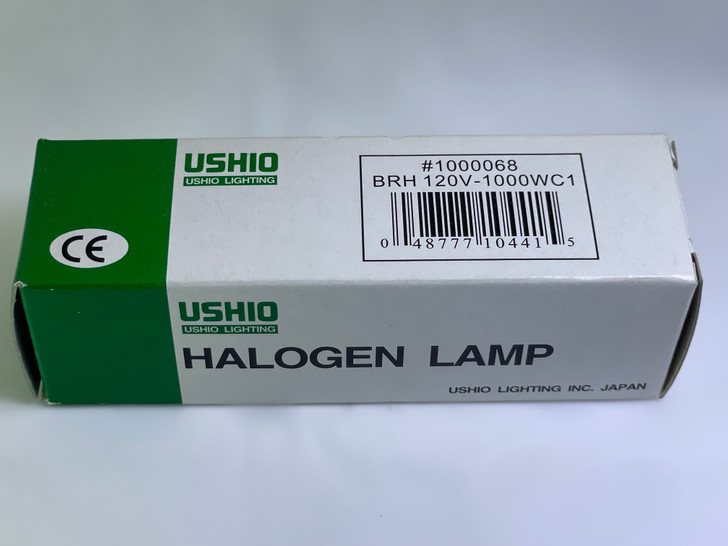 CE
USHIO
USHIO LIGHTING
#1000068
BRH 120V-1000WC1
0 48777 10441 5
USHIO
USHIO LIGHTING
HALOGEN LAMP
USHIO LIGHTING INC. JAPAN